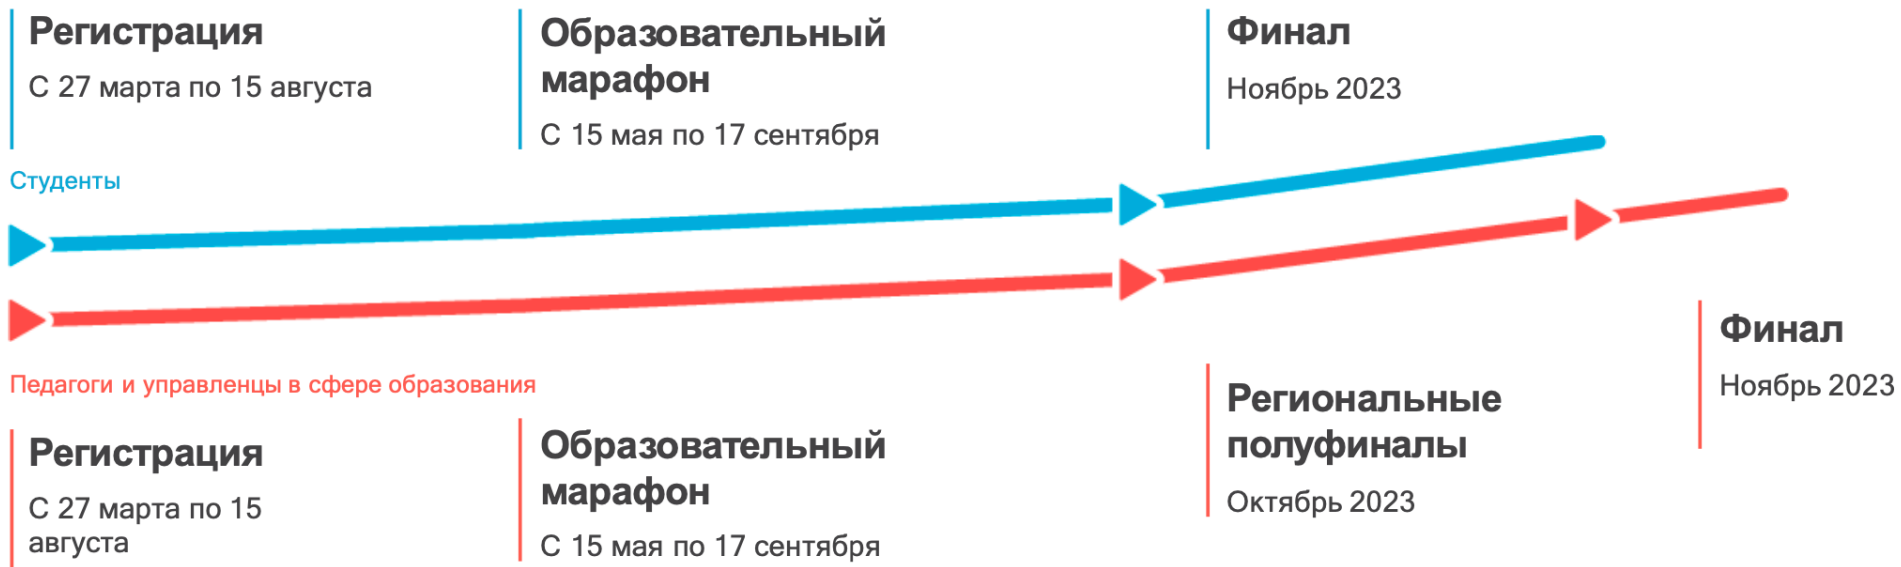 Регистрация
С 27 марта по 15 августа
Образовательный
марафон
С 15 мая по 17 сентября
Финал
Ноябрь 2023
Студенты
Педагоги и управленцы в сфере образования
Регистрация
С 27 марта по 15
августа
Образовательный
марафон
С 15 мая по 17 сентября
Региональные
полуфиналы
Октябрь 2023
Финал
Ноябрь 2023